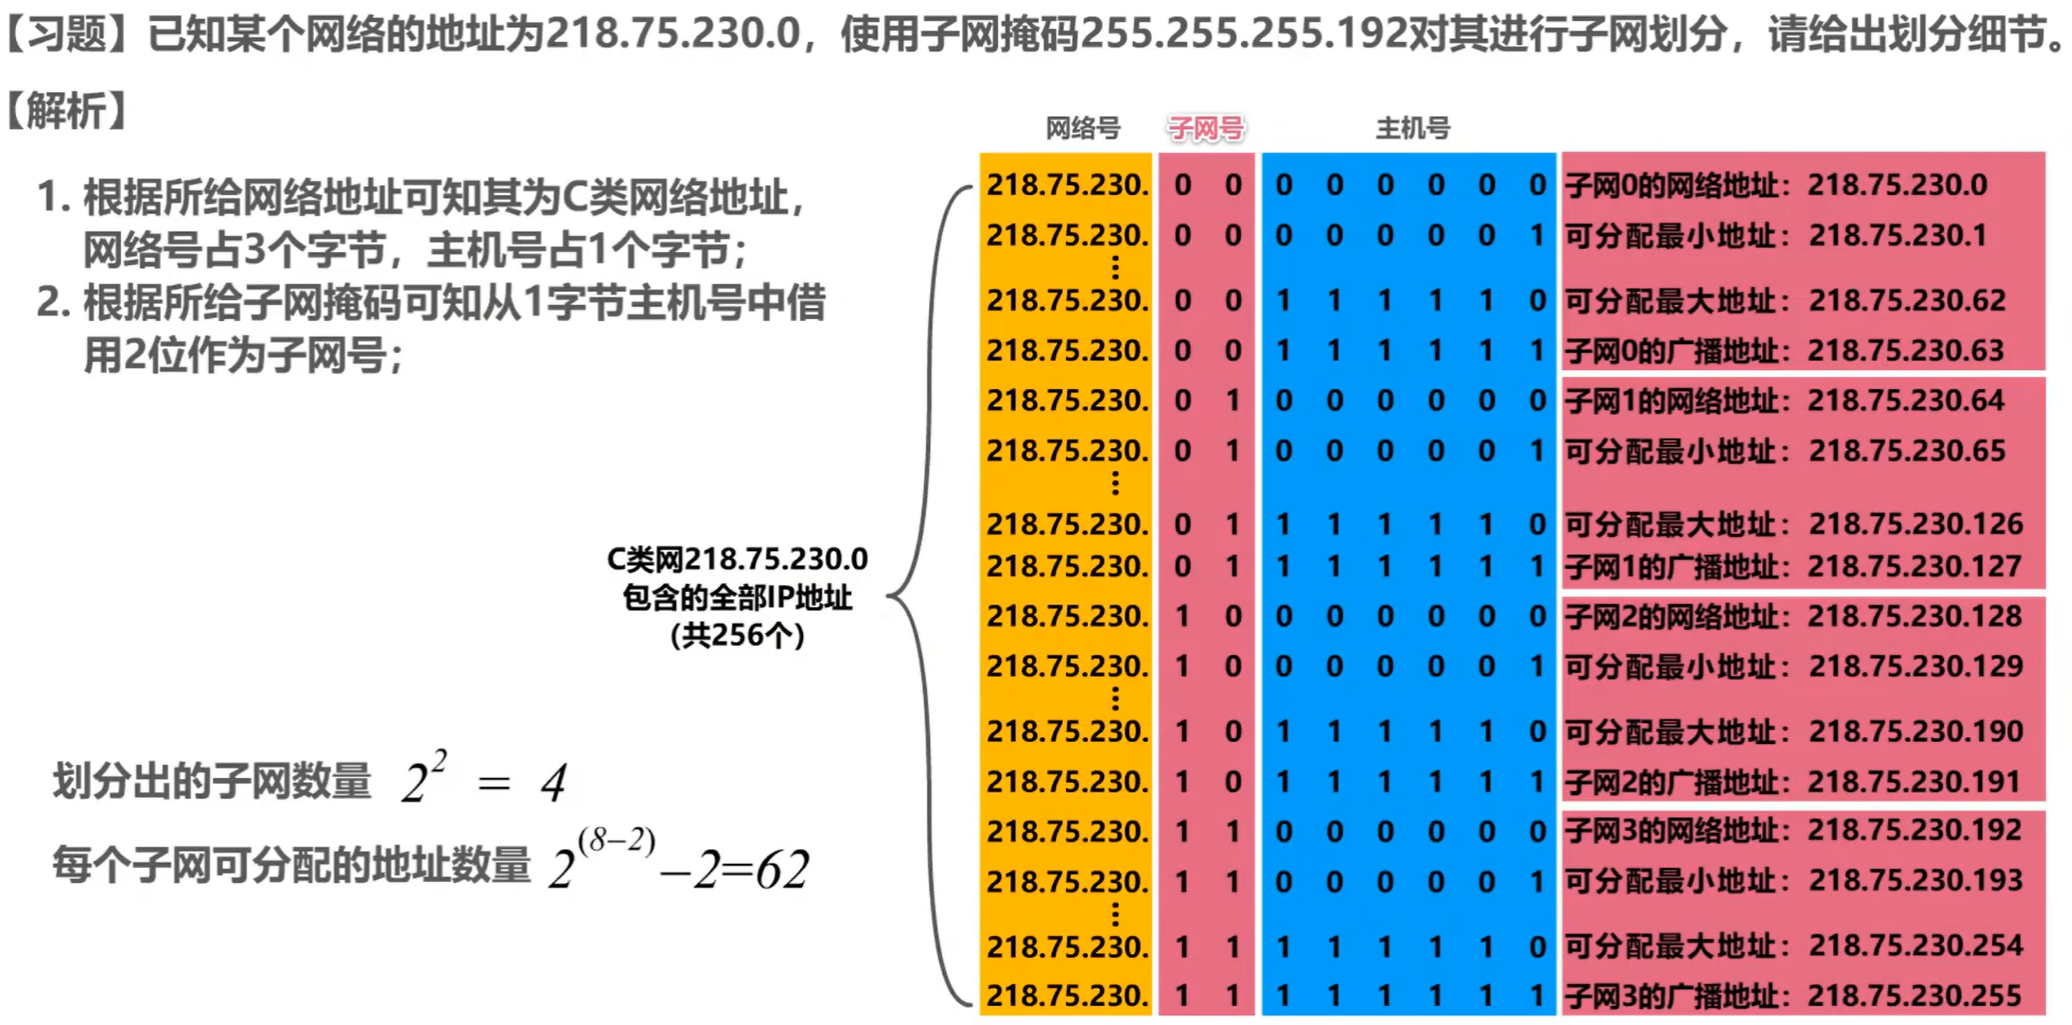 【习题】已知某个网络的地址为218.75.230.0，使用子网掩码255.255.255.192对其进行子网划分，请给出划分细节。
【解析】
1. 根据所给网络地址可知其为C类网络地址，
网络号占3个字节，主机号占1个字节；
2. 根据所给子网掩码可知从1字节主机号中借
用2位作为子网号；
C类网218.75.230.0
包含的全部IP地址
(共256个)
划分出的子网数量 2^2 = 4
每个子网可分配的地址数量 2^(8-2) -2=62
网络号 子网号 主机号
218.75.230. 0 0 0 0 0 0 0 0 子网0的网络地址：218.75.230.0
218.75.230. 0 0 0 0 0 0 0 1 可分配最小地址：218.75.230.1
⋮
218.75.230. 0 0 1 1 1 1 1 0 可分配最大地址：218.75.230.62
218.75.230. 0 0 1 1 1 1 1 1 子网0的广播地址：218.75.230.63
218.75.230. 0 1 0 0 0 0 0 0 子网1的网络地址：218.75.230.64
218.75.230. 0 1 0 0 0 0 0 1 可分配最小地址：218.75.230.65
⋮
218.75.230. 0 1 1 1 1 1 1 0 可分配最大地址：218.75.230.126
218.75.230. 0 1 1 1 1 1 1 1 子网1的广播地址：218.75.230.127
218.75.230. 1 0 0 0 0 0 0 0 子网2的网络地址：218.75.230.128
218.75.230. 1 0 0 0 0 0 0 1 可分配最小地址：218.75.230.129
⋮
218.75.230. 1 0 1 1 1 1 1 0 可分配最大地址：218.75.230.190
218.75.230. 1 0 1 1 1 1 1 1 子网2的广播地址：218.75.230.191
218.75.230. 1 1 0 0 0 0 0 0 子网3的网络地址：218.75.230.192
218.75.230. 1 1 0 0 0 0 0 1 可分配最小地址：218.75.230.193
⋮
218.75.230. 1 1 1 1 1 1 1 0 可分配最大地址：218.75.230.254
218.75.230. 1 1 1 1 1 1 1 1 子网3的广播地址：218.75.230.255